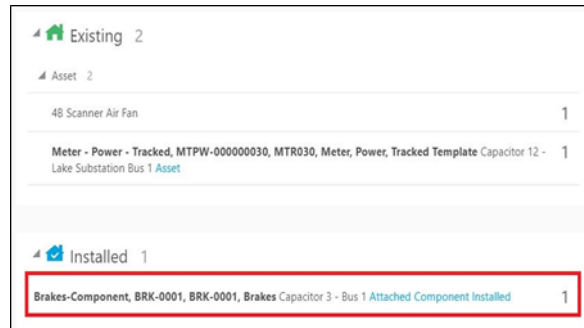 Existing 2
Asset 2
4B Scanner Air Fan 1
Meter - Power - Tracked, MTPW-000000030, MTR030, Meter, Power, Tracked Template Capacitor 12 - 1
Lake Substation Bus 1 Asset
Installed 1
Brakes-Component, BRK-0001, BRK-0001, Brakes Capacitor 3 - Bus 1 Attached Component Installed 1